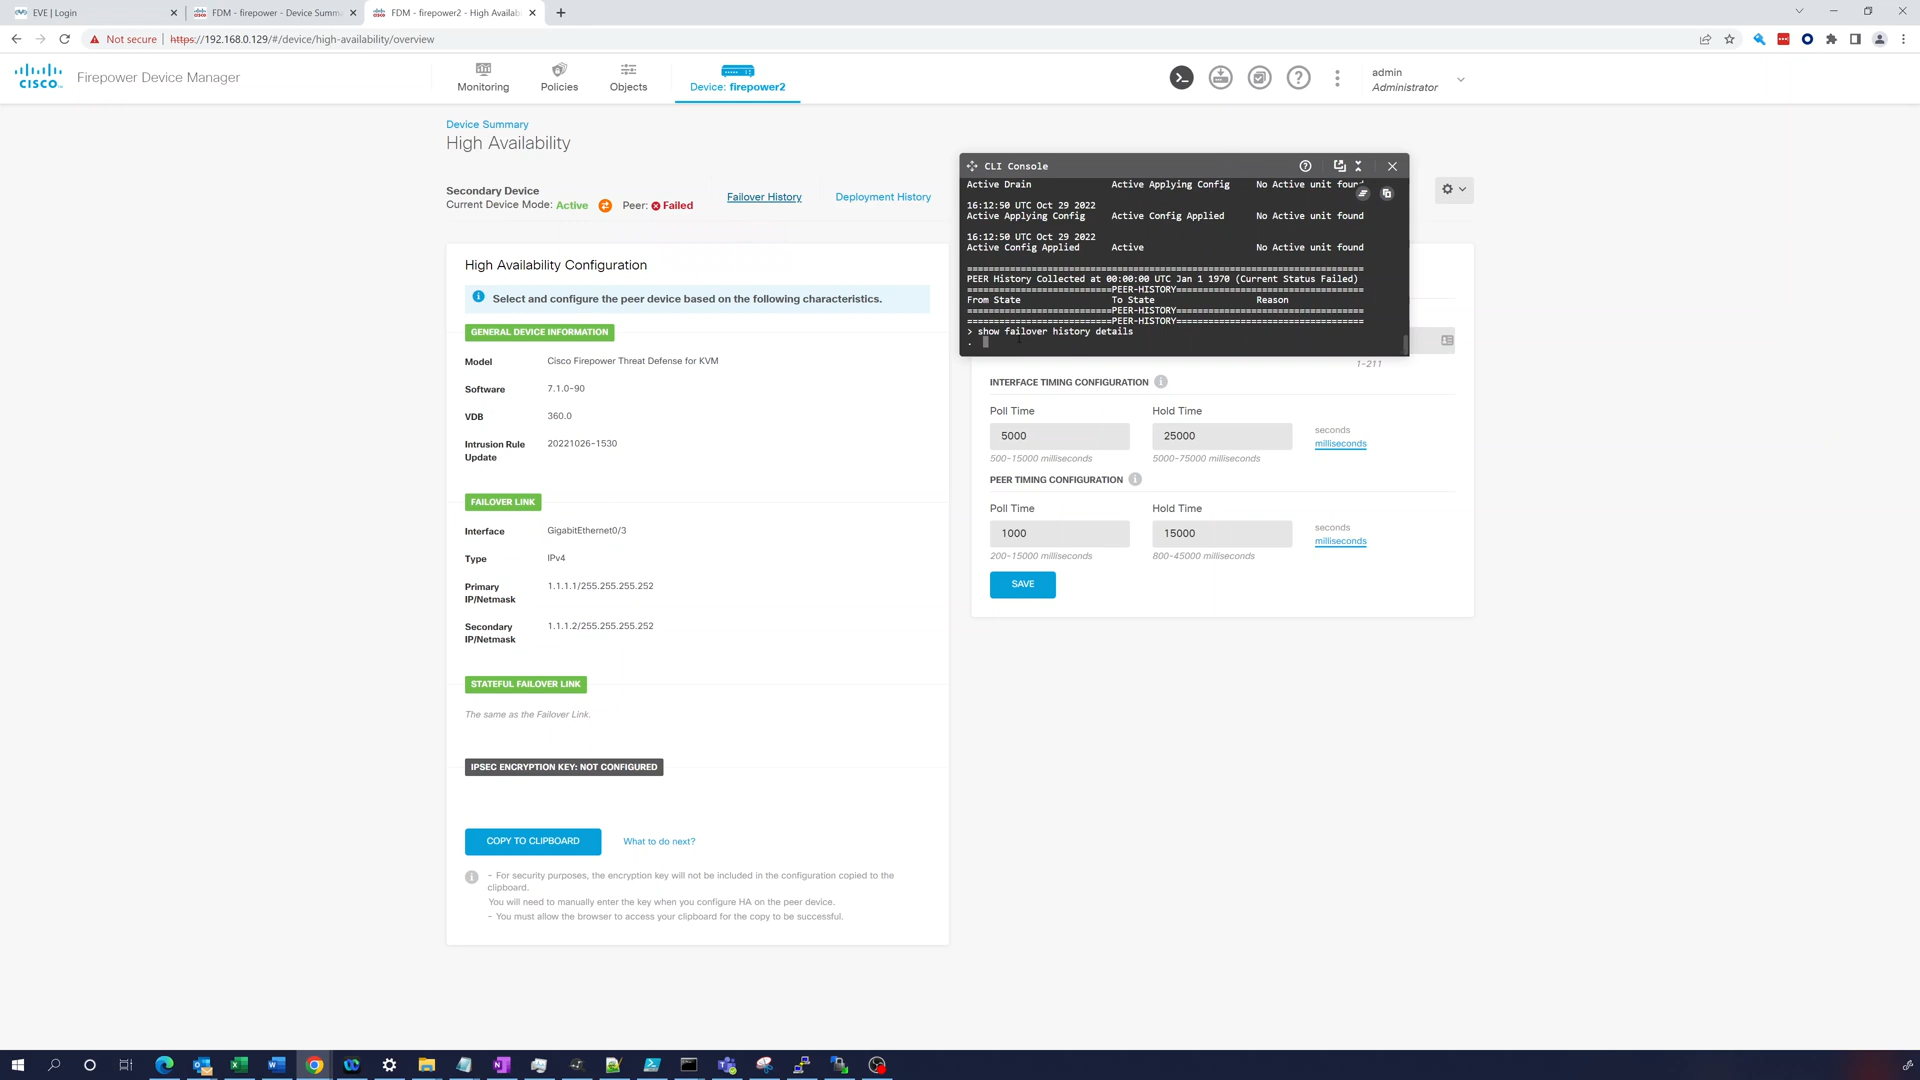 EVE | Login
FDM - firepower - Device Summ
FDM - firepower2 - High Availab
Not secure
https://192.168.0.129/#/device/high-availability/overview
CISCO
Firepower Device Manager
Monitoring
Policies
Objects
Device: firepower2
admin
Administrator
Device Summary
High Availability
Secondary Device
Current Device Mode: Active Peer: Failed
Failover History
Deployment History
CLI Console
Active Drain Active Applying Config No Active unit found
16:12:50 UTC Oct 29 2022
Active Applying Config Active Config Applied No Active unit found
16:12:50 UTC Oct 29 2022
Active Config Applied Active No Active unit found
==========================================================================
PEER History Collected at 00:00:00 UTC Jan 1 1970 (Current Status Failed)
===========================PEER-HISTORY===================================
From State To State Reason
===========================PEER-HISTORY===================================
===========================PEER-HISTORY===================================
> show failover history details
.
1-211
High Availability Configuration
Select and configure the peer device based on the following characteristics.
GENERAL DEVICE INFORMATION
Model Cisco Firepower Threat Defense for KVM
Software 7.1.0-90
VDB 360.0
Intrusion Rule 20221026-1530
Update
FAILOVER LINK
Interface GigabitEthernet0/3
Type IPv4
Primary 1.1.1.1/255.255.255.252
IP/Netmask
Secondary 1.1.1.2/255.255.255.252
IP/Netmask
STATEFUL FAILOVER LINK
The same as the Failover Link.
IPSEC ENCRYPTION KEY: NOT CONFIGURED
COPY TO CLIPBOARD
What to do next?
- For security purposes, the encryption key will not be included in the configuration copied to the
clipboard.
You will need to manually enter the key when you configure HA on the peer device.
- You must allow the browser to access your clipboard for the copy to be successful.
INTERFACE TIMING CONFIGURATION
Poll Time Hold Time
5000 25000 seconds
milliseconds
500-15000 milliseconds 5000-75000 milliseconds
PEER TIMING CONFIGURATION
Poll Time Hold Time
1000 15000 seconds
milliseconds
200-15000 milliseconds 800-45000 milliseconds
SAVE